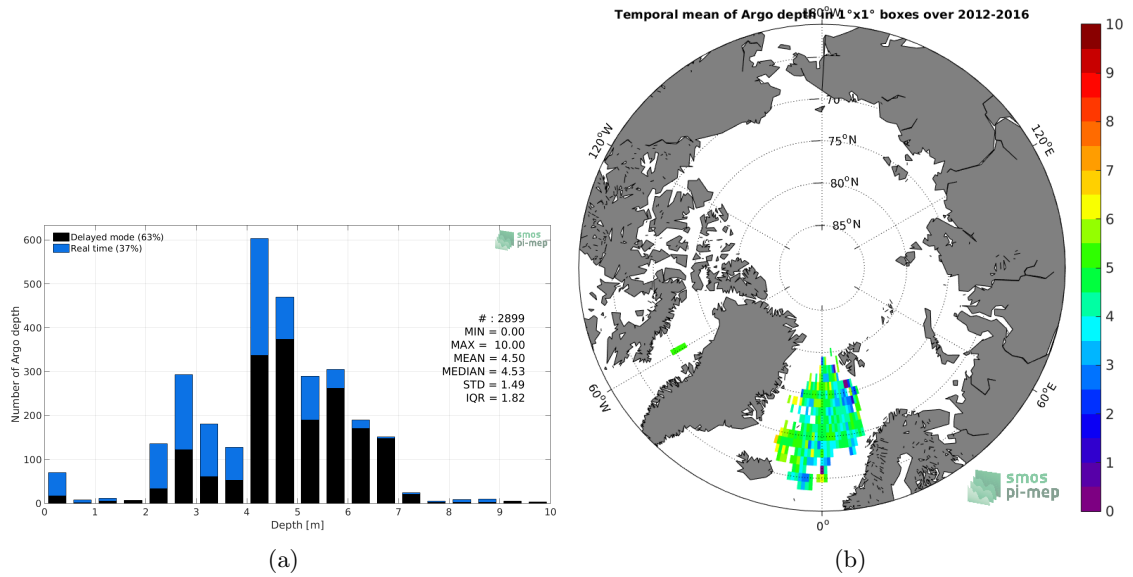 Delayed mode (63%)
Real time (37%)
smos
pi-mep
600
500
400
300
200
100
0
Number of Argo depth
# : 2899
MIN = 0.00
MAX = 10.00
MEAN = 4.50
MEDIAN = 4.53
STD = 1.49
IQR = 1.82
0 1 2 3 4 5 6 7 8 9 10
Depth [m]
(a)
Temporal mean of Argo depth in 1°x1° boxes over 2012-2016
180°W
120°W
120°E
75°N
80°N
85°N
60°W
60°E
0°
smos
pi-mep
10
9
8
7
6
5
4
3
2
1
0
(b)